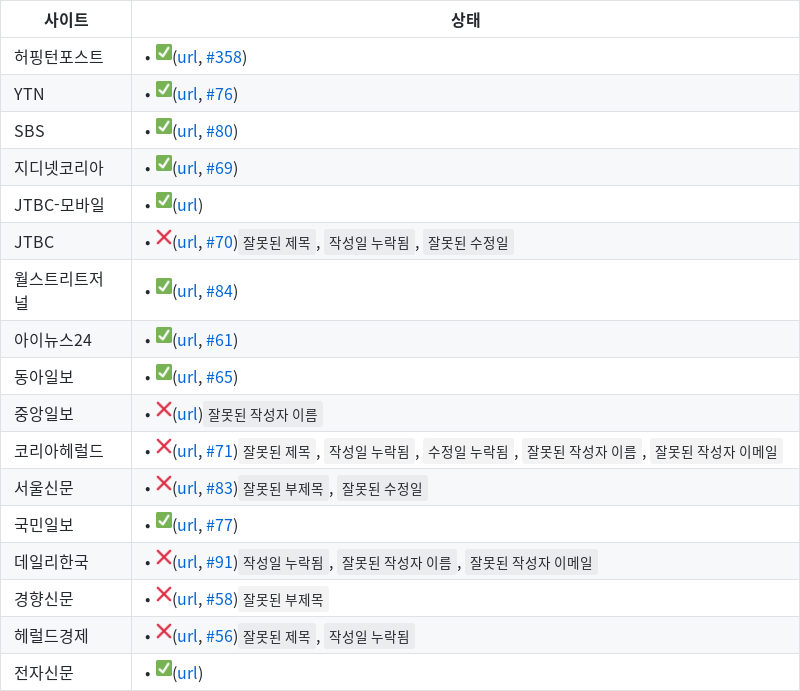 사이트 상태
허핑턴포스트 • ✅(url, #358)
YTN • ✅(url, #76)
SBS • ✅(url, #80)
지디넷코리아 • ✅(url, #69)
JTBC-모바일 • ✅(url)
JTBC • ❌(url, #70) 잘못된 제목 , 작성일 누락됨 , 잘못된 수정일
월스트리트저
널 • ✅(url, #84)
아이뉴스24 • ✅(url, #61)
동아일보 • ✅(url, #65)
중앙일보 • ❌(url) 잘못된 작성자 이름
코리아헤럴드 • ❌(url, #71) 잘못된 제목 , 작성일 누락됨 , 수정일 누락됨 , 잘못된 작성자 이름 , 잘못된 작성자 이메일
서울신문 • ❌(url, #83) 잘못된 부제목 , 잘못된 수정일
국민일보 • ✅(url, #77)
데일리한국 • ❌(url, #91) 작성일 누락됨 , 잘못된 작성자 이름 , 잘못된 작성자 이메일
경향신문 • ❌(url, #58) 잘못된 부제목
헤럴드경제 • ❌(url, #56) 잘못된 제목 , 작성일 누락됨
전자신문 • ✅(url)